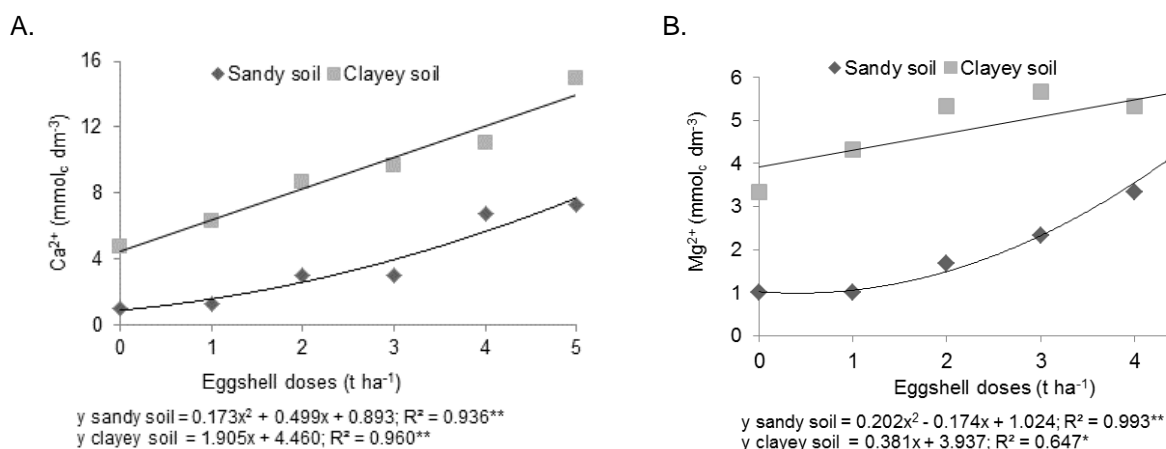 A.
16
12
8
4
0
Ca²⁺ (mmol꜀ dm⁻³)
Sandy soil Clayey soil
0 1 2 3 4 5
Eggshell doses (t ha⁻¹)
y sandy soil = 0.173x² + 0.499x + 0.893; R² = 0.936**
y clayey soil = 1.905x + 4.460; R² = 0.960**
B.
6
5
4
3
2
1
0
Mg²⁺ (mmol꜀ dm⁻³)
Sandy soil Clayey soil
0 1 2 3 4
Eggshell doses (t ha⁻¹)
y sandy soil = 0.202x² - 0.174x + 1.024; R² = 0.993**
y clayey soil = 0.381x + 3.937; R² = 0.647*